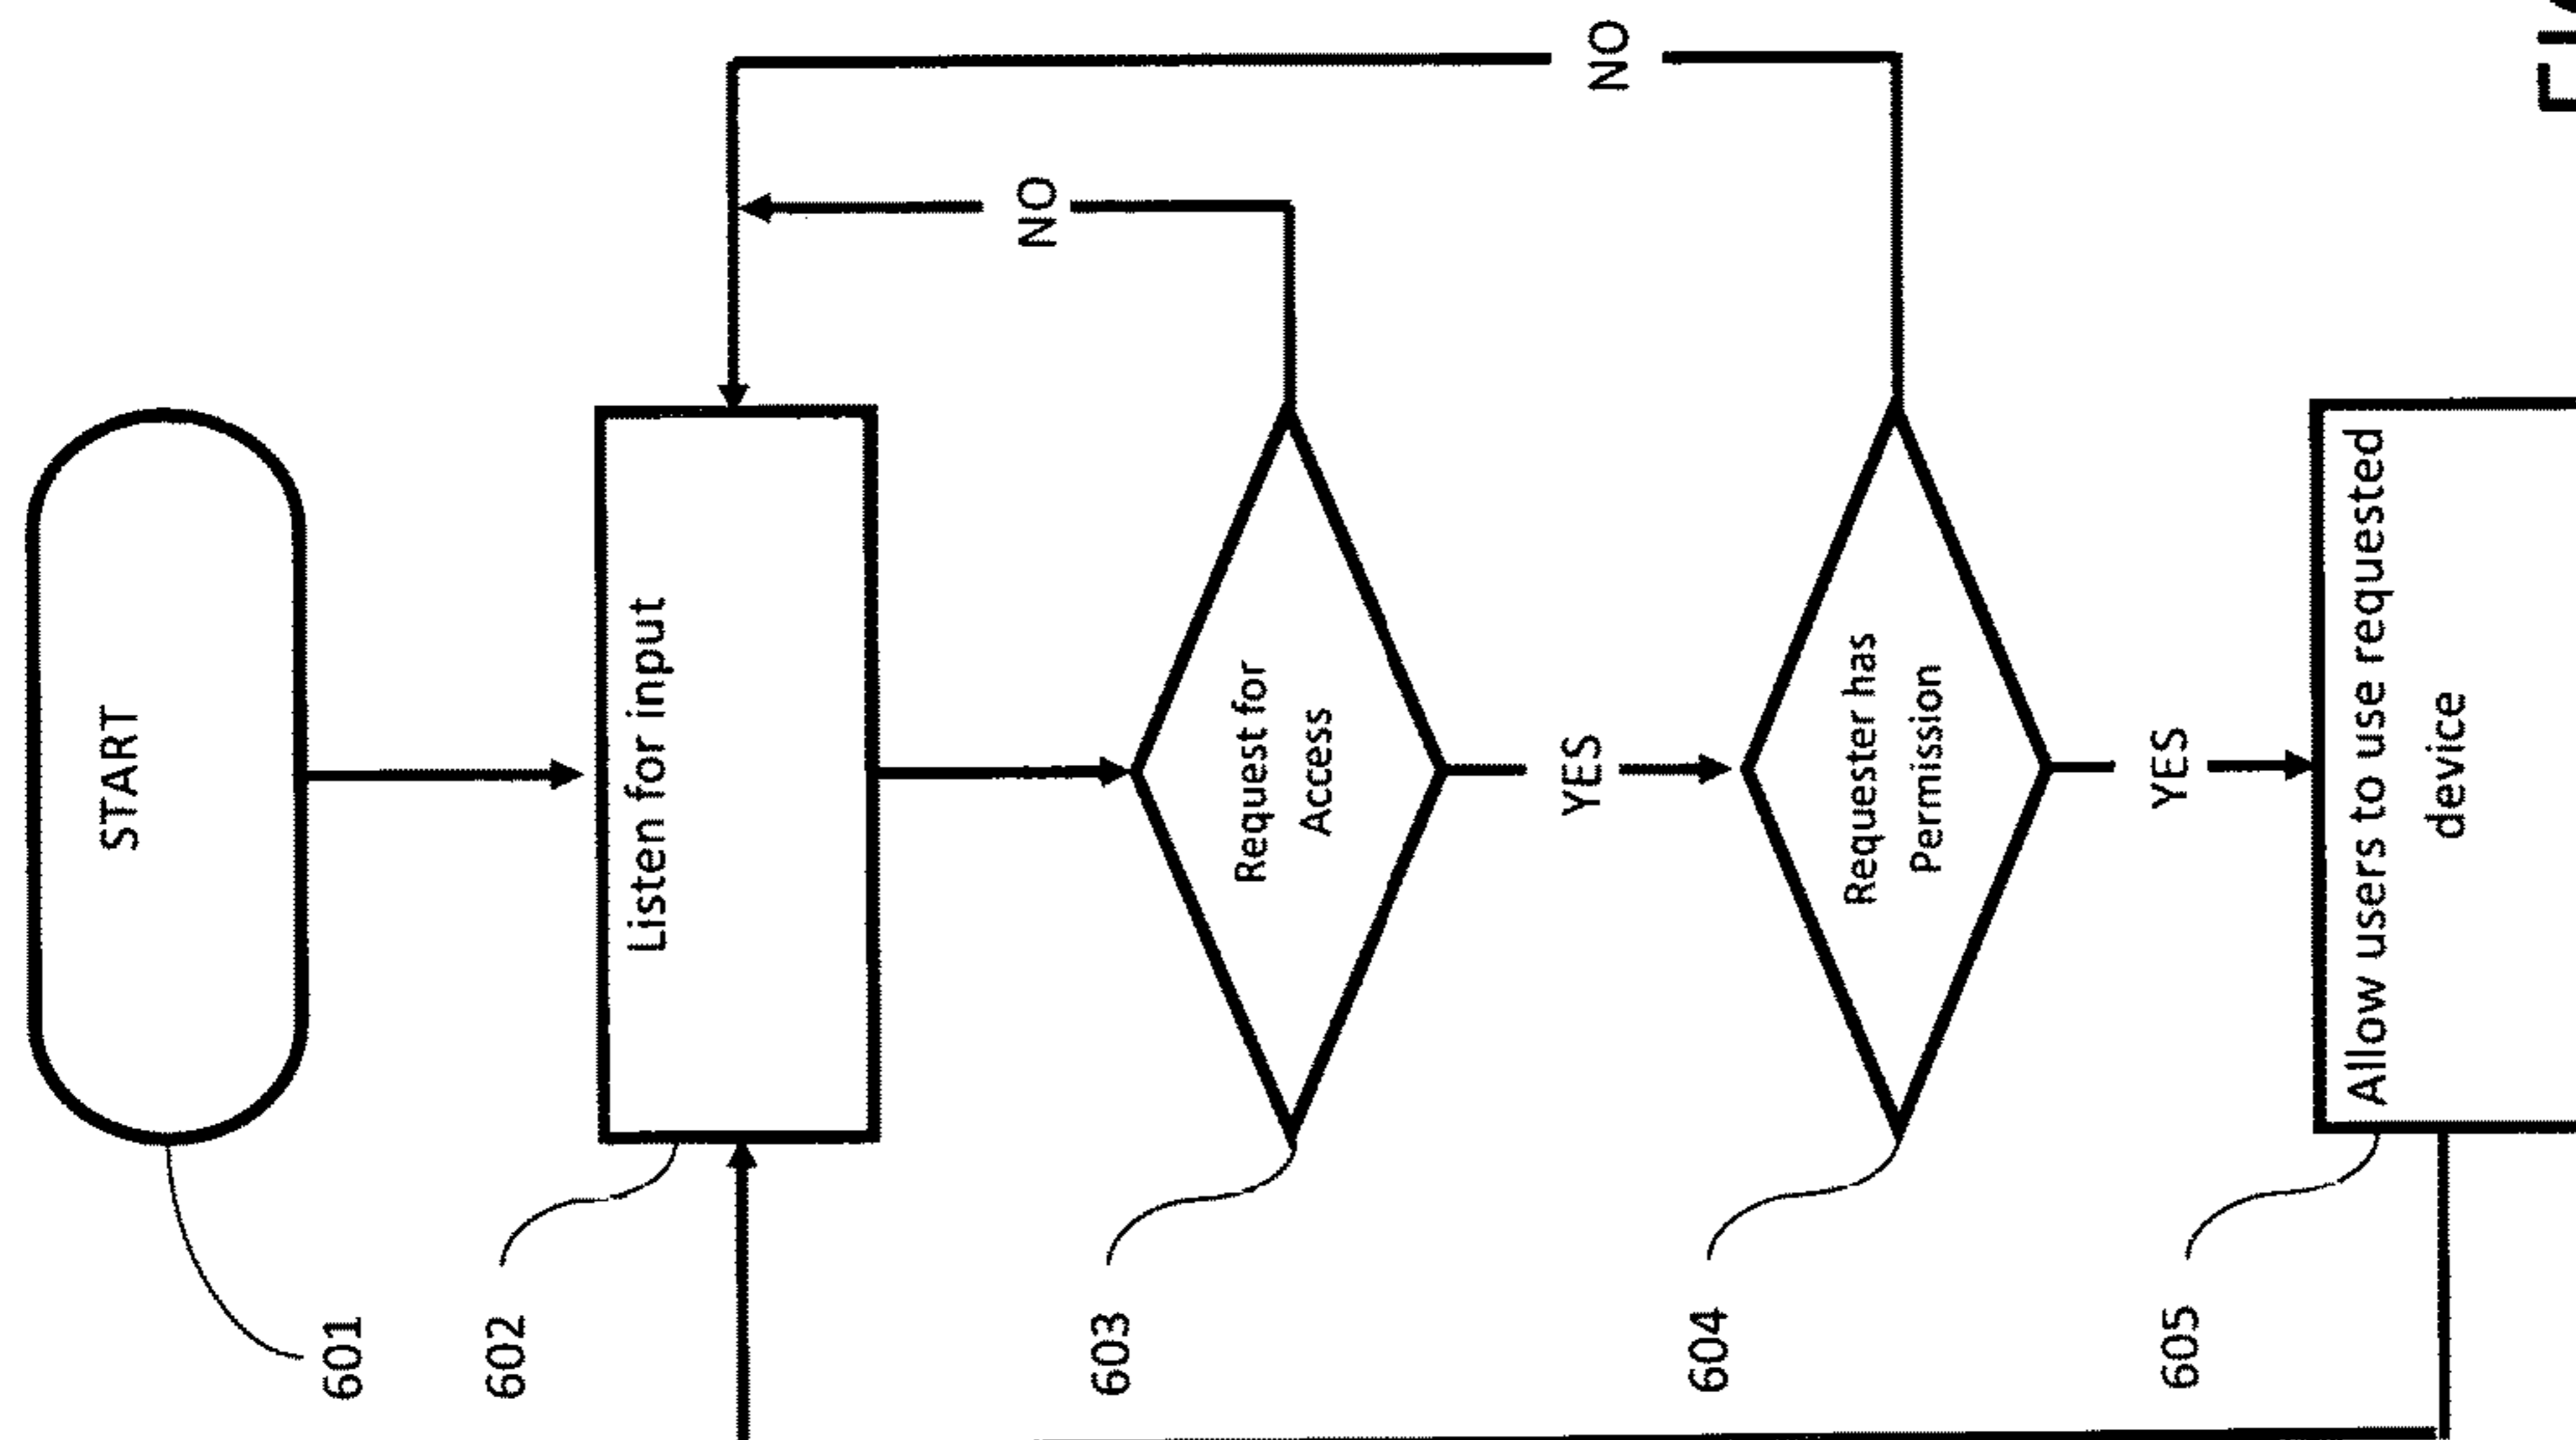 START
601
Listen for input
602
NO
Request for
Access
603
YES
NO
Requester has
Permission
604
YES
Allow users to use requested
device
605